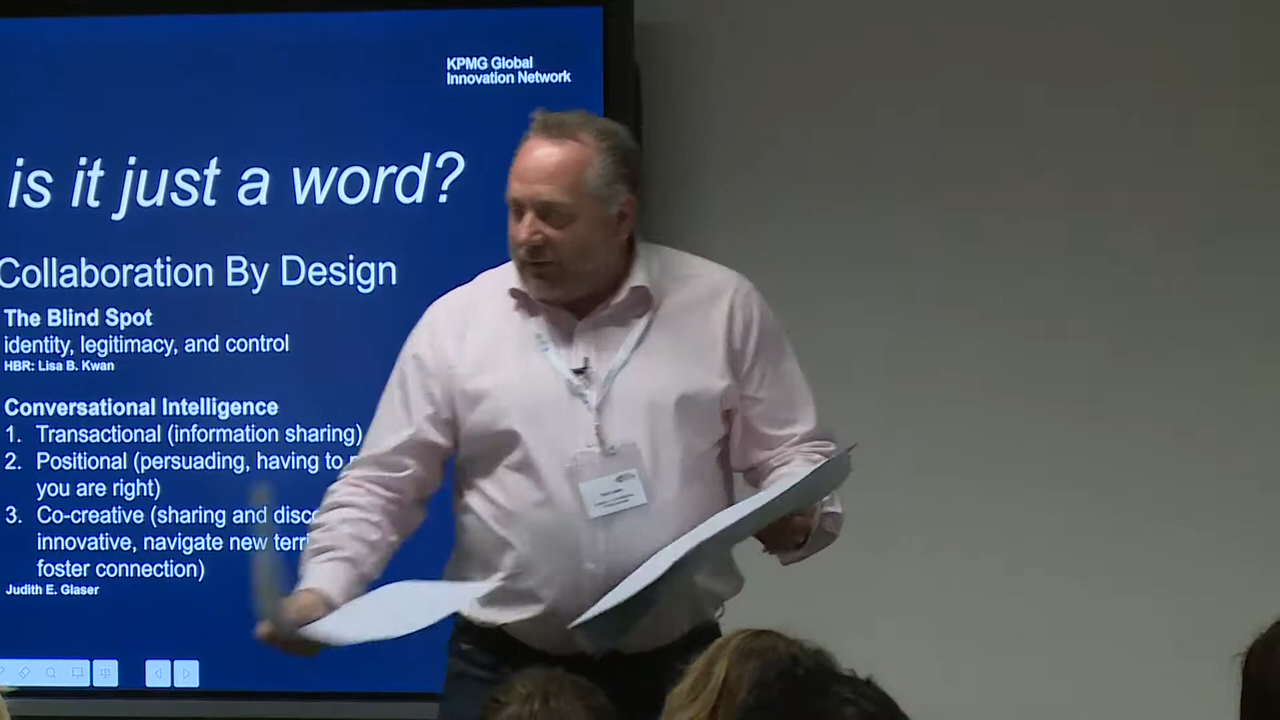 KPMG Global
Innovation Network
is it just a word?
Collaboration By Design
The Blind Spot
identity, legitimacy, and control
HBR: Lisa B. Kwan
Conversational Intelligence
1. Transactional (information sharing)
2. Positional (persuading, having to
you are right)
3. Co-creative (sharing and
innovative, navigate new
foster connection)
Judith E. Glaser